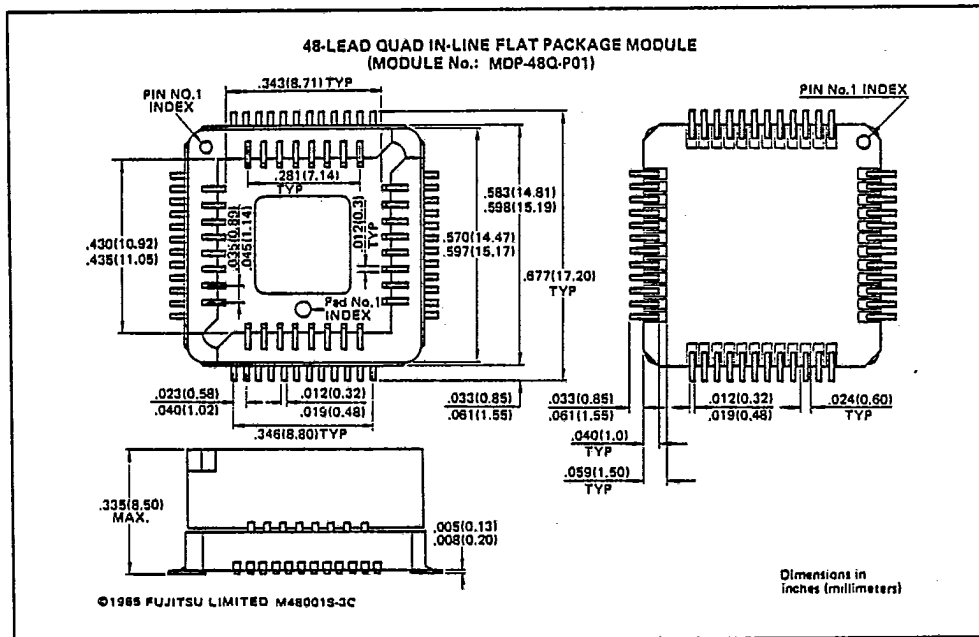 48-LEAD QUAD IN-LINE FLAT PACKAGE MODULE
(MODULE No.: MDP-48Q-P01)
.343(8.71) TYP
PIN NO.1
INDEX
PIN No.1 INDEX
.281(7.14)
TYP
.035(0.89)
.045(1.14)
.012(0.3)
TYP
.583(14.81)
.598(15.19)
.430(10.92)
.435(11.05)
.570(14.47)
.597(15.17)
.677(17.20)
TYP
Pad No.1
INDEX
.023(0.58)
.040(1.02)
.012(0.32)
.019(0.48)
.033(0.85)
.061(1.55)
.346(8.80)TYP
.033(0.85)
.061(1.55)
.012(0.32)
.019(0.48)
.024(0.60)
TYP
.040(1.0)
TYP
.059(1.50)
TYP
.335(8.50)
MAX.
.005(0.13)
.008(0.20)
Dimensions in
inches (millimeters)
©1985 FUJITSU LIMITED M48001S-3C